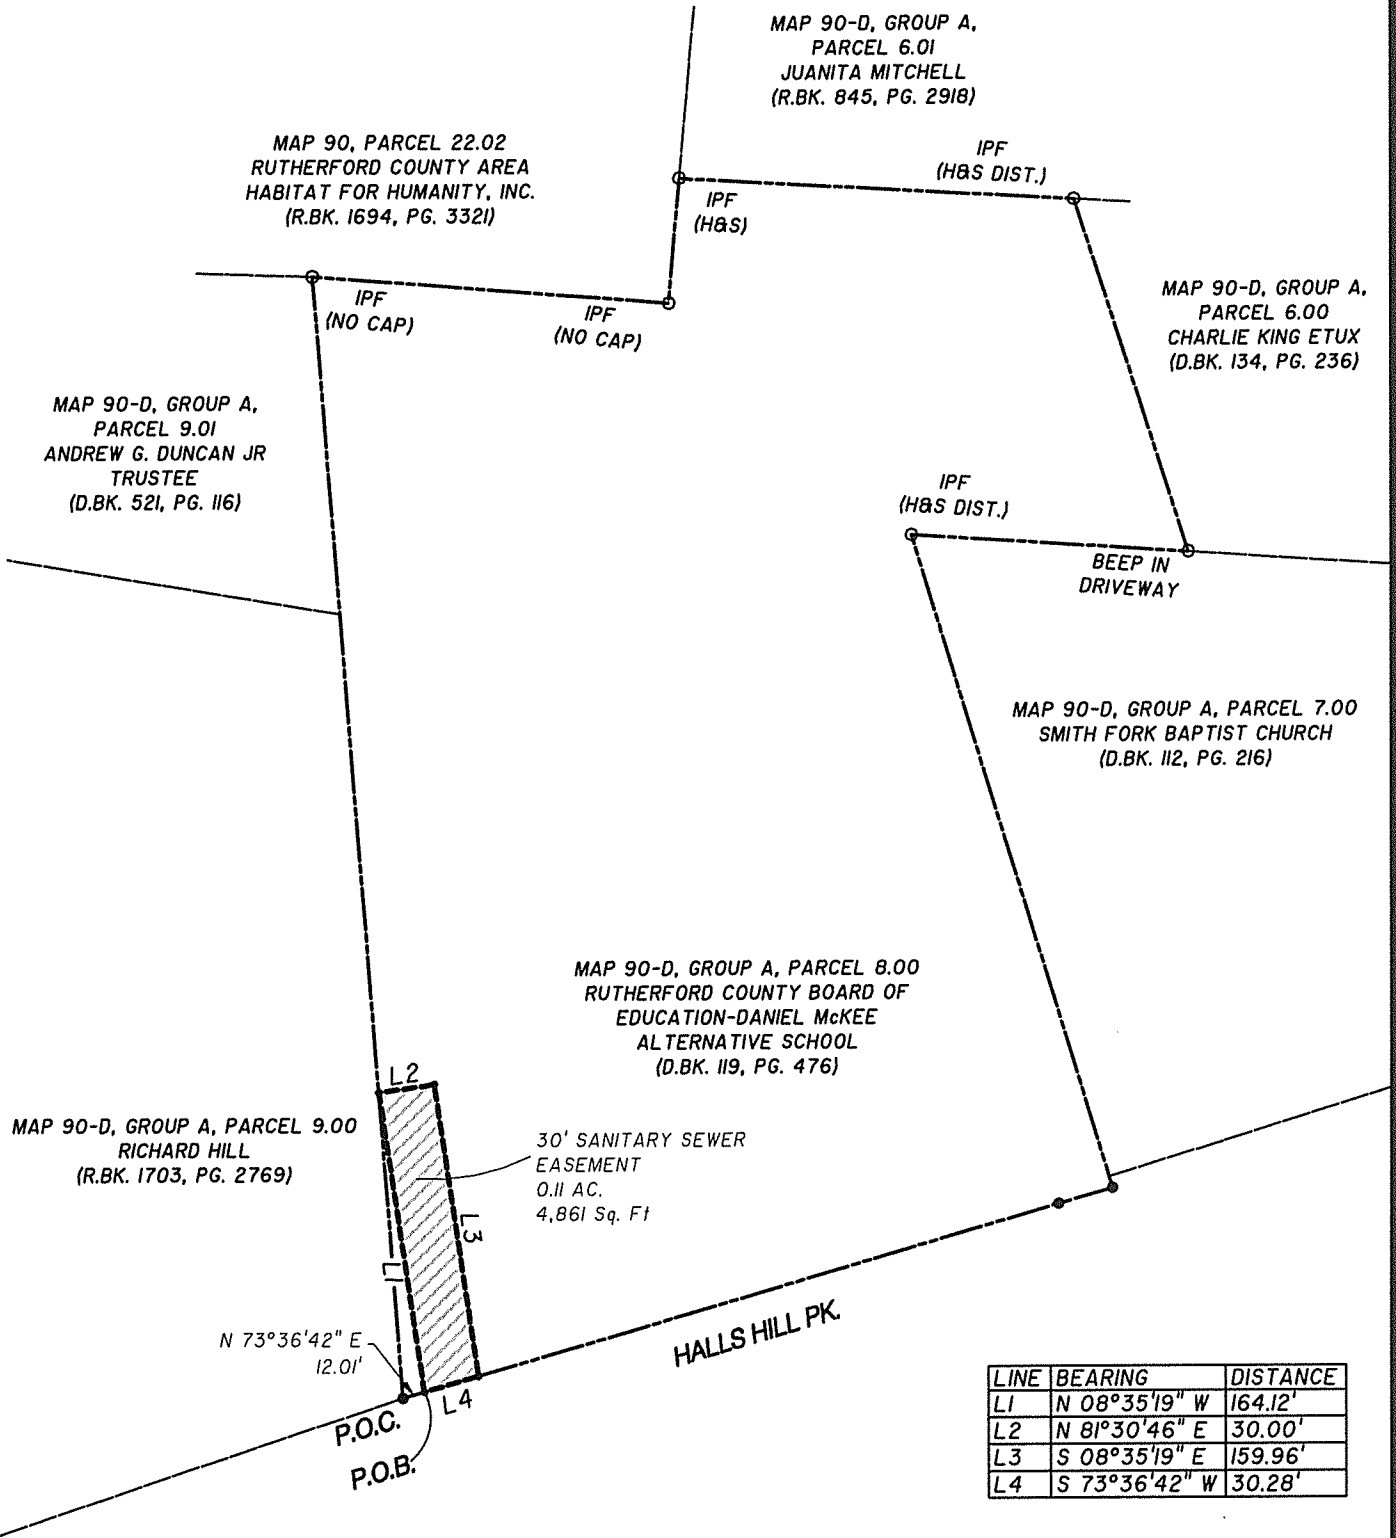 MAP 90-D, GROUP A,
PARCEL 6.01
JUANITA MITCHELL
(R.BK. 845, PG. 2918)
MAP 90, PARCEL 22.02
RUTHERFORD COUNTY AREA
HABITAT FOR HUMANITY, INC.
(R.BK. 1694, PG. 3321)
IPF
(H&S DIST.)
IPF
(H&S)
IPF
(NO CAP)
IPF
(NO CAP)
MAP 90-D, GROUP A,
PARCEL 6.00
CHARLIE KING ETUX
(D.BK. 134, PG. 236)
MAP 90-D, GROUP A,
PARCEL 9.01
ANDREW G. DUNCAN JR
TRUSTEE
(D.BK. 521, PG. 116)
IPF
(H&S DIST.)
BEEP IN
DRIVEWAY
MAP 90-D, GROUP A, PARCEL 7.00
SMITH FORK BAPTIST CHURCH
(D.BK. 112, PG. 216)
MAP 90-D, GROUP A, PARCEL 8.00
RUTHERFORD COUNTY BOARD OF
EDUCATION-DANIEL McKEE
ALTERNATIVE SCHOOL
(D.BK. 119, PG. 476)
L2
MAP 90-D, GROUP A, PARCEL 9.00
RICHARD HILL
(R.BK. 1703, PG. 2769)
30' SANITARY SEWER
EASEMENT
0.11 AC.
4,861 Sq. Ft
L3
L1
N 73°36'42" E
12.01'
HALLS HILL PK.
L4
P.O.C.
P.O.B.
LINE BEARING DISTANCE
L1 N 08°35'19" W 164.12'
L2 N 81°30'46" E 30.00'
L3 S 08°35'19" E 159.96'
L4 S 73°36'42" W 30.28'